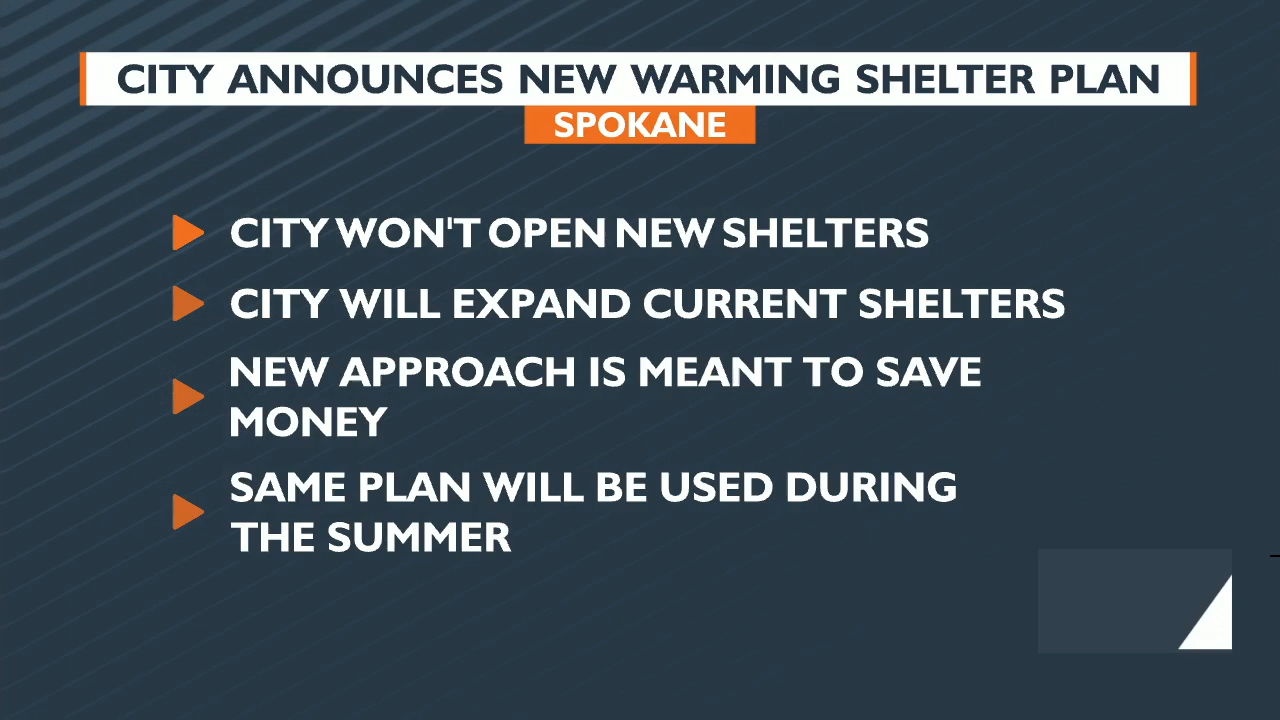 CITY ANNOUNCES NEW WARMING SHELTER PLAN
SPOKANE
CITY WON'T OPEN NEW SHELTERS
CITY WILL EXPAND CURRENT SHELTERS
NEW APPROACH IS MEANT TO SAVE
MONEY
SAME PLAN WILL BE USED DURING
THE SUMMER